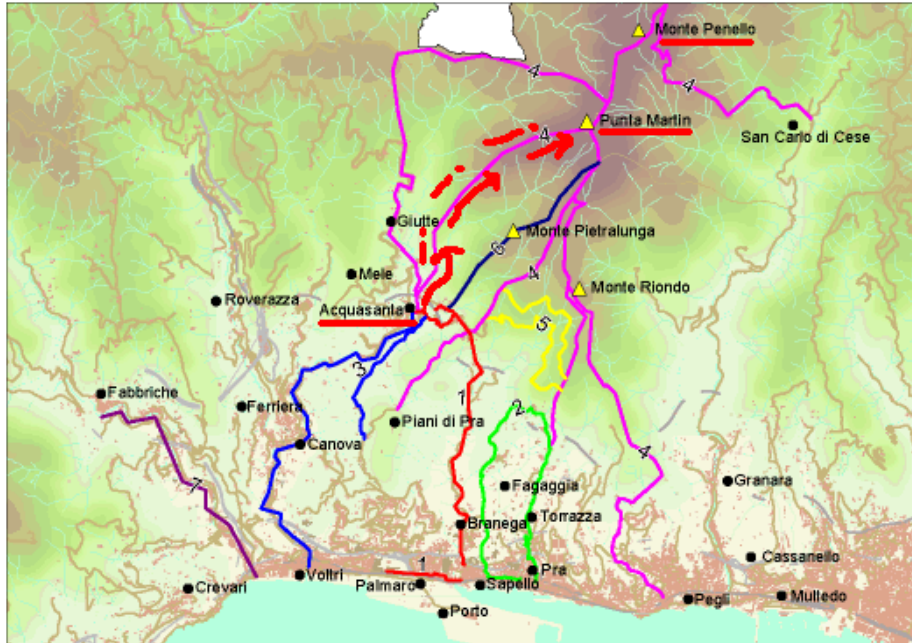 Monte Penello
4
4
Punta Martin
4
San Carlo di Cese
Giutte
Monte Pietralunga
6
Mele
4
Monte Riondo
Roverazza
Acquasanta
5
3
Fabbriche
1
2
Ferriera
Piani di Pra
Canova
4
7
Granara
Fagaggia
Branega
Torrazza
Cassanello
1
Voltri
Pra
Crevari
Palmaro
Sapello
Pegli
Mulledo
Porto